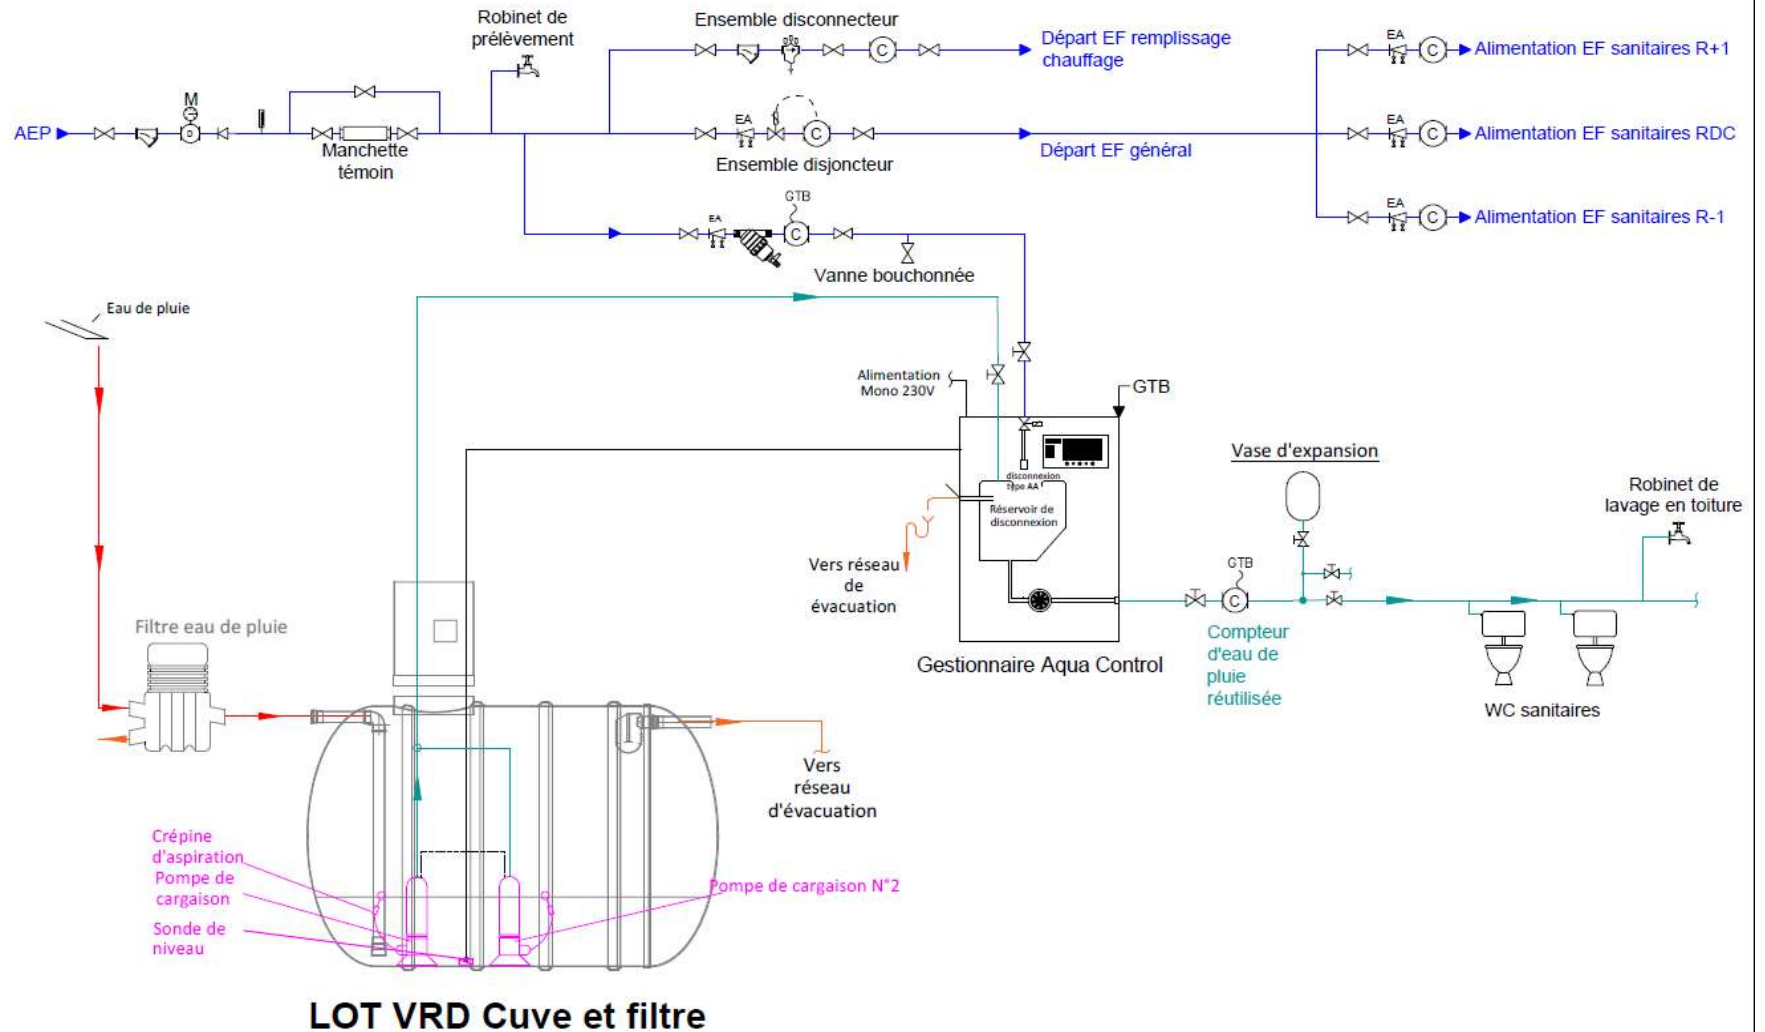 Robinet de
prélèvement
Ensemble disconnecteur
C
Départ EF remplissage
chauffage
EA
C
Alimentation EF sanitaires R+1
M
AEP
Manchette
témoin
EA
C
Ensemble disjoncteur
Départ EF général
EA
C
Alimentation EF sanitaires RDC
GTB
EA
C
Vanne bouchonnée
EA
C
Alimentation EF sanitaires R-1
Eau de pluie
Alimentation
Mono 230V
GTB
disconnexion
type AA
Réservoir de
disconnexion
Vers réseau
de
évacuation
Gestionnaire Aqua Control
Vase d'expansion
Robinet de
lavage en toiture
GTB
C
Compteur
d'eau de
pluie
réutilisée
WC sanitaires
Filtre eau de pluie
Vers
réseau
d'évacuation
Crépine
d'aspiration
Pompe de
cargaison
Sonde de
niveau
Pompe de cargaison N°2
LOT VRD Cuve et filtre